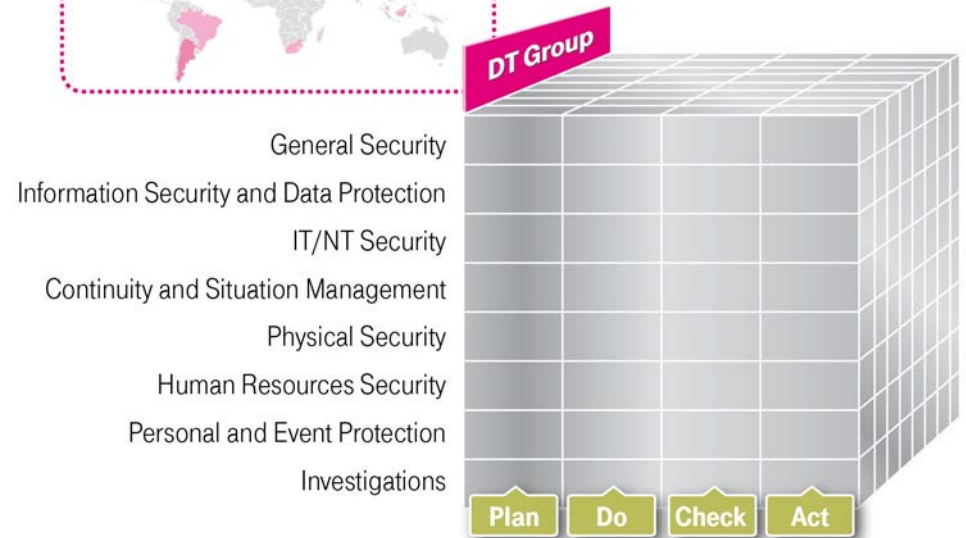 DT Group
General Security
Information Security and Data Protection
IT/NT Security
Continuity and Situation Management
Physical Security
Human Resources Security
Personal and Event Protection
Investigations
Plan Do Check Act